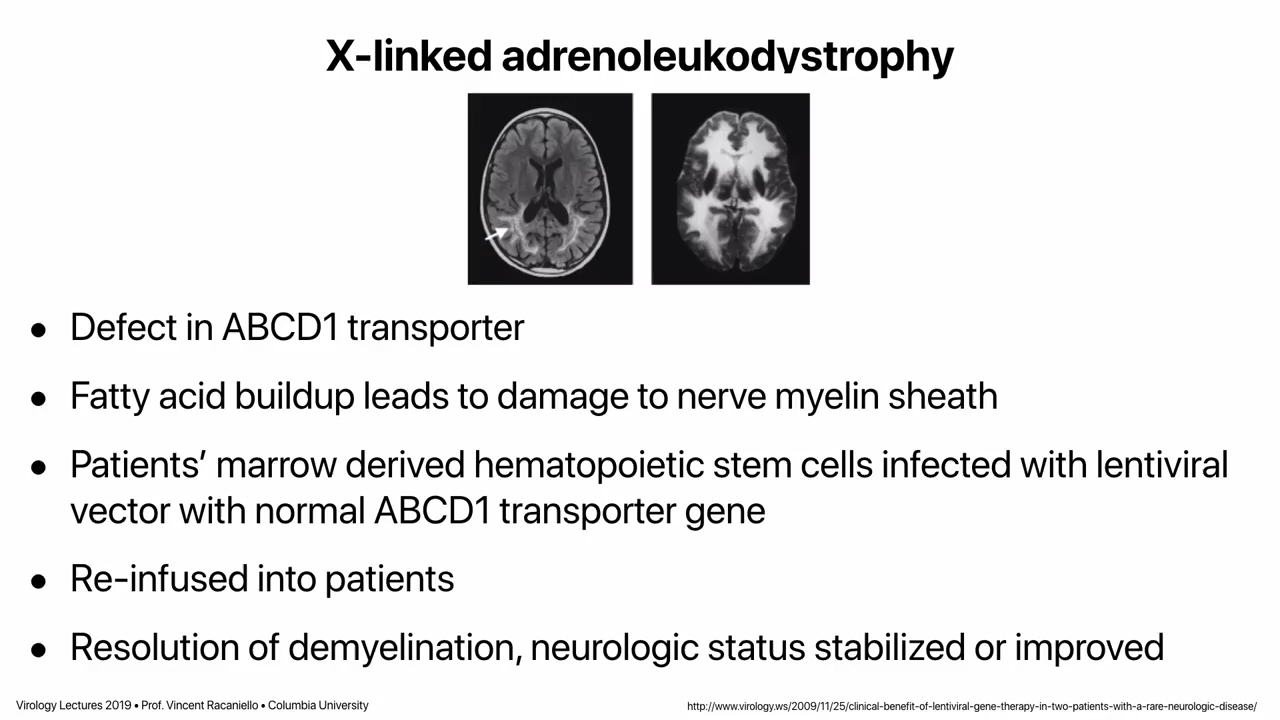 X-linked adrenoleukodystrophy
• Defect in ABCD1 transporter
• Fatty acid buildup leads to damage to nerve myelin sheath
• Patients’ marrow derived hematopoietic stem cells infected with lentiviral
vector with normal ABCD1 transporter gene
• Re-infused into patients
• Resolution of demyelination, neurologic status stabilized or improved
Virology Lectures 2019 • Prof. Vincent Racaniello • Columbia University
http://www.virology.ws/2009/11/25/clinical-benefit-of-lentiviral-gene-therapy-in-two-patients-with-a-rare-neurologic-disease/